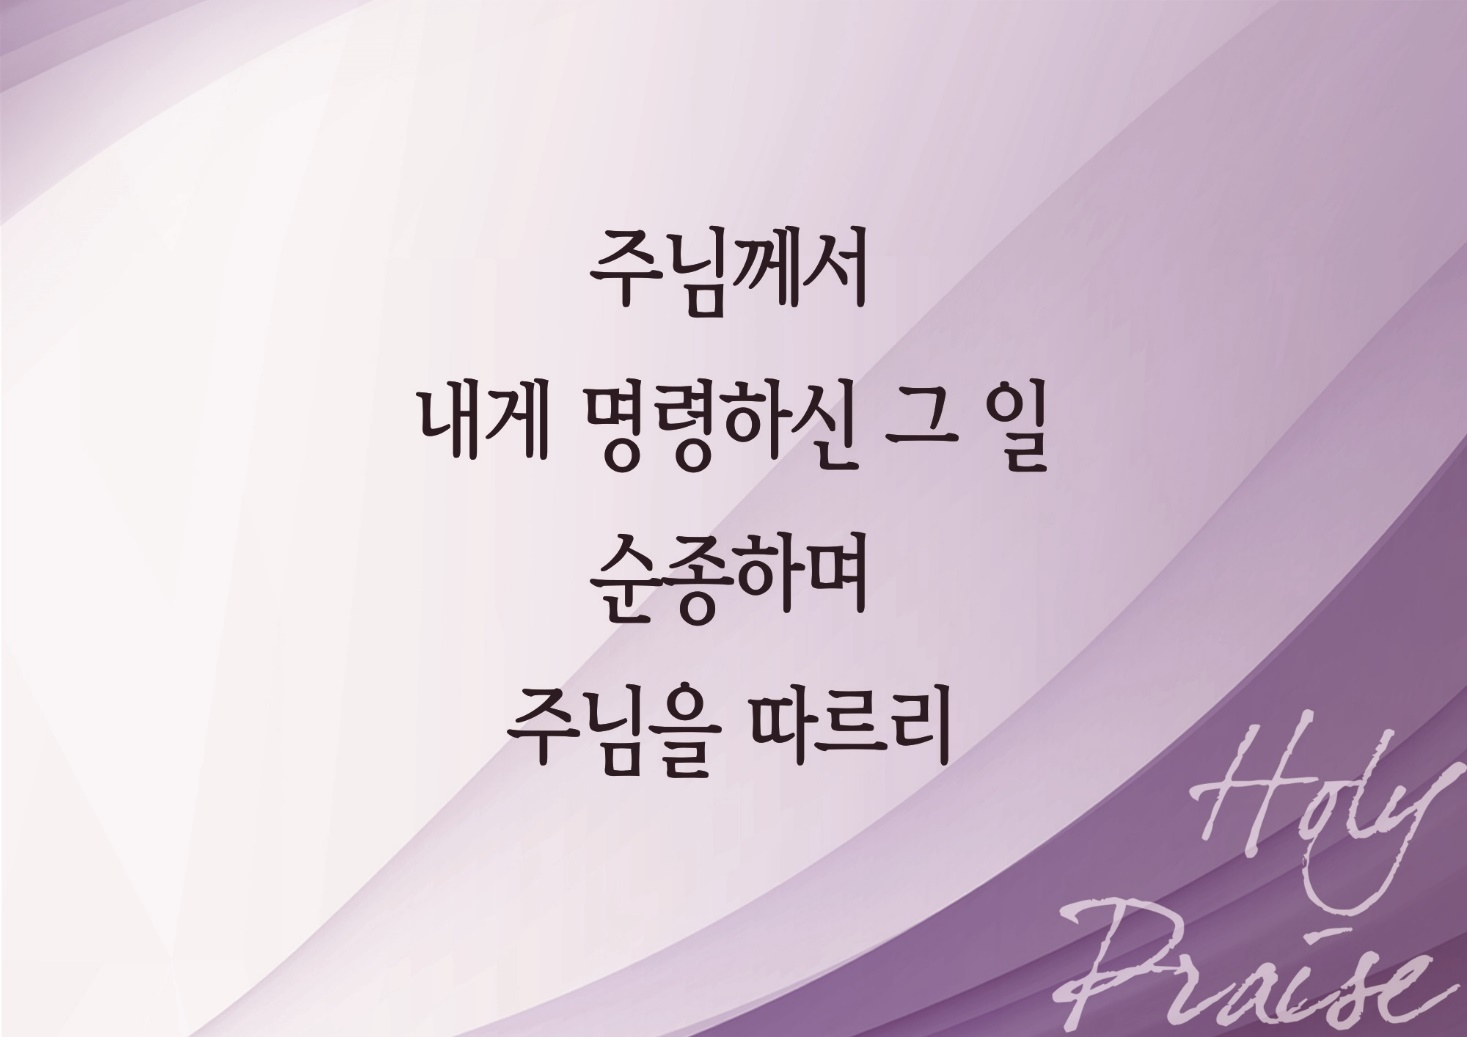 주님께서
내게 명령하신 그 일
순종하며
주님을 따르리
Holy
Praise